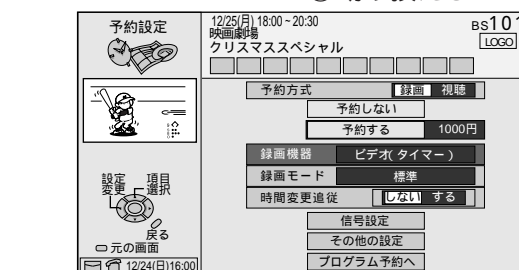 予約設定
12/25(月) 18:00 ~ 20:30
映画劇場
クリスマススペシャル
BS101
LOGO
予約方式 録画 視聴
予約しない
予約する 1000円
録画機器 ビデオ(タイマー)
録画モード 標準
時間変更追従 しない する
信号設定
その他の設定
プログラム予約へ
設定変更 項目選択
戻る
元の画面
12/24(日)16:00